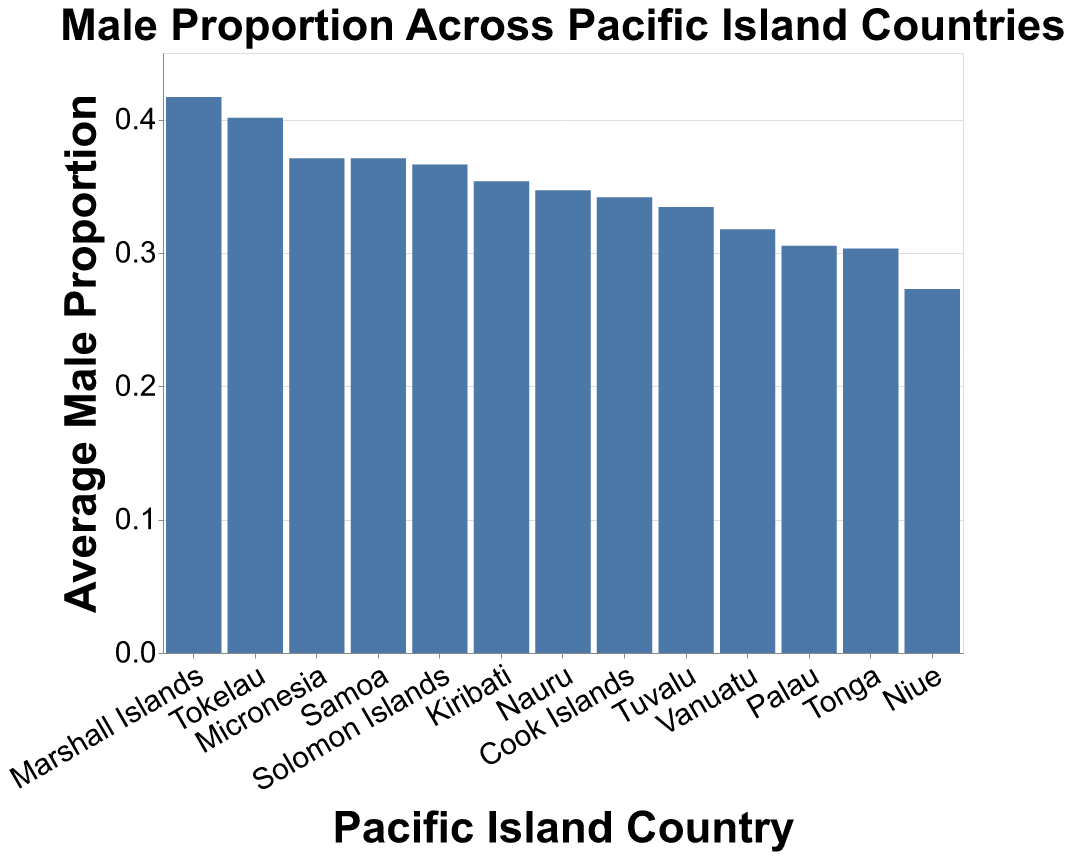 Male Proportion Across Pacific Island Countries
Average Male Proportion
0.4
0.3
0.2
0.1
0.0
Marshall Islands
Tokelau
Micronesia
Samoa
Solomon Islands
Kiribati
Nauru
Cook Islands
Tuvalu
Vanuatu
Palau
Tonga
Niue
Pacific Island Country